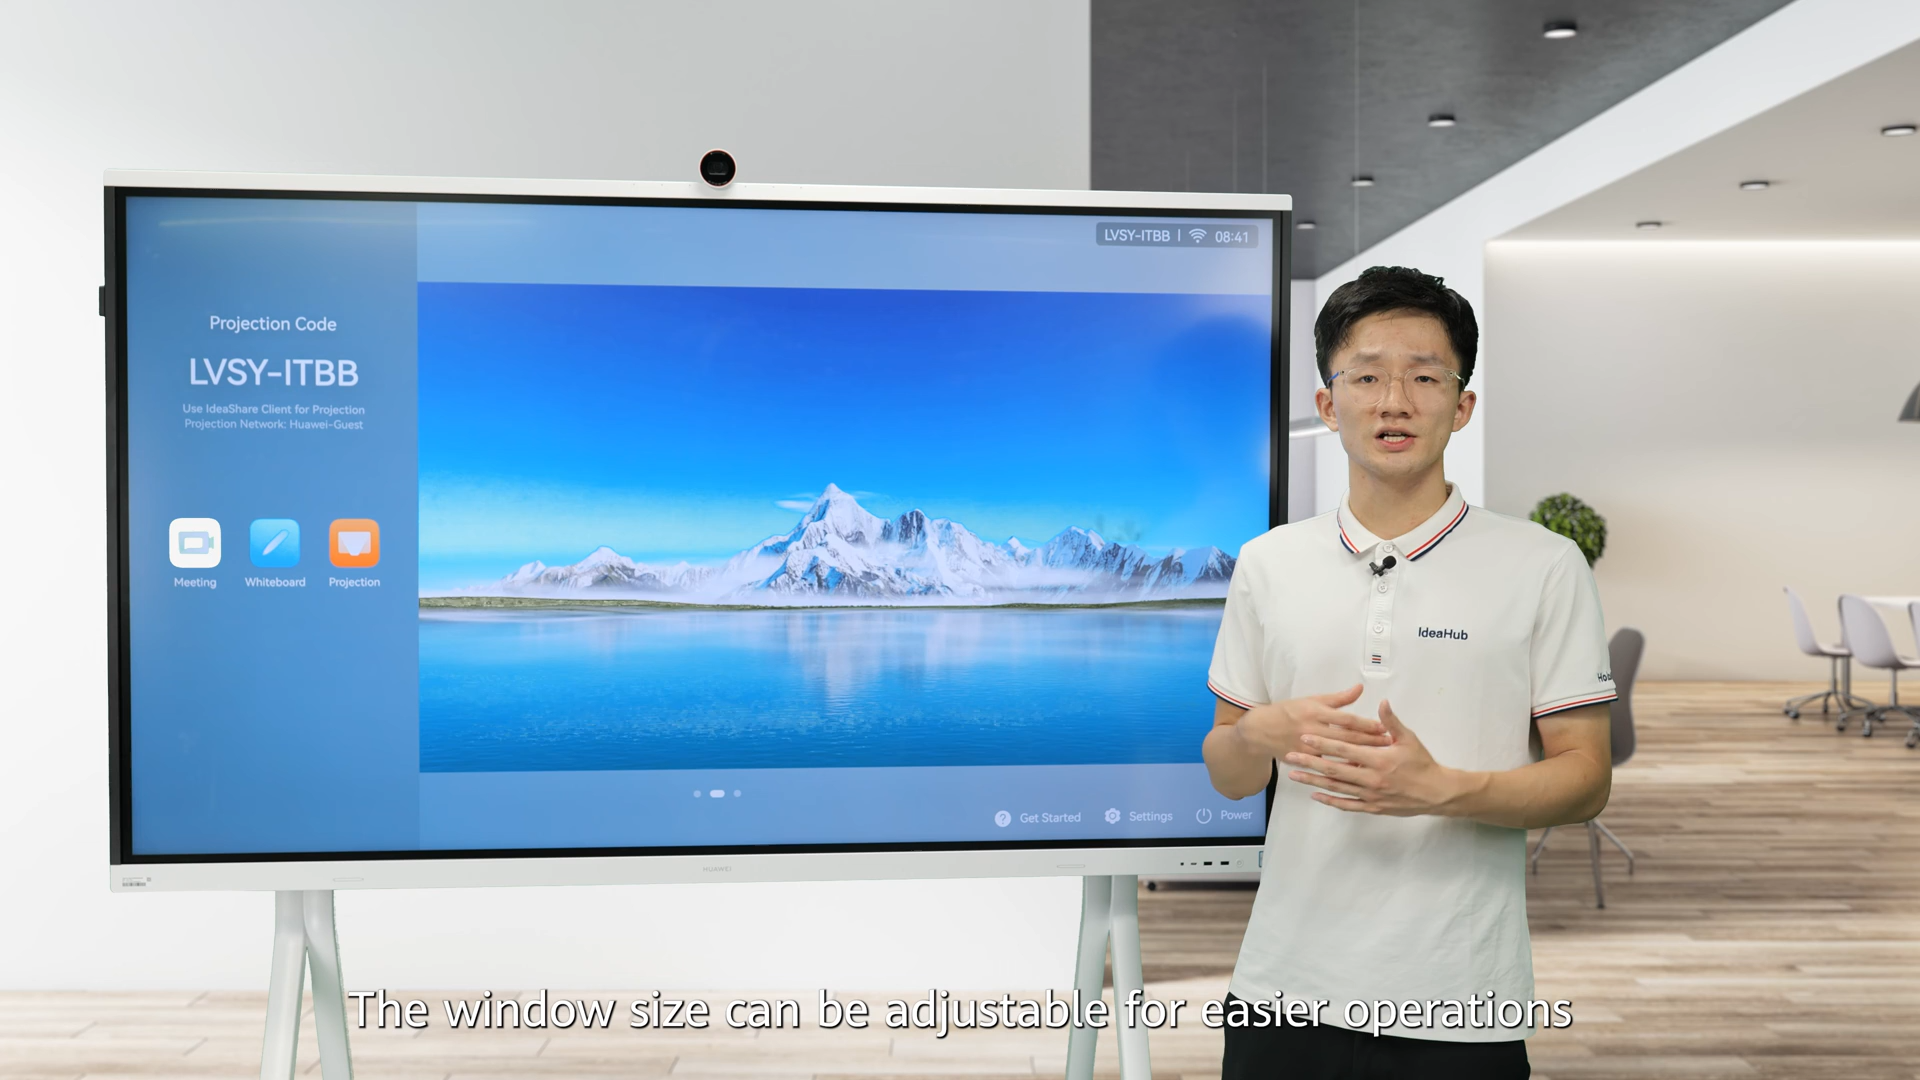 LVSY-ITBB | 08:41
Projection Code
LVSY-ITBB
Use IdeaShare Client for Projection
Projection Network: Huawei-Guest
Meeting
Whiteboard
Projection
IdeaHub
Get Started
Settings
Power
HUAWEI
The window size can be adjustable for easier operations